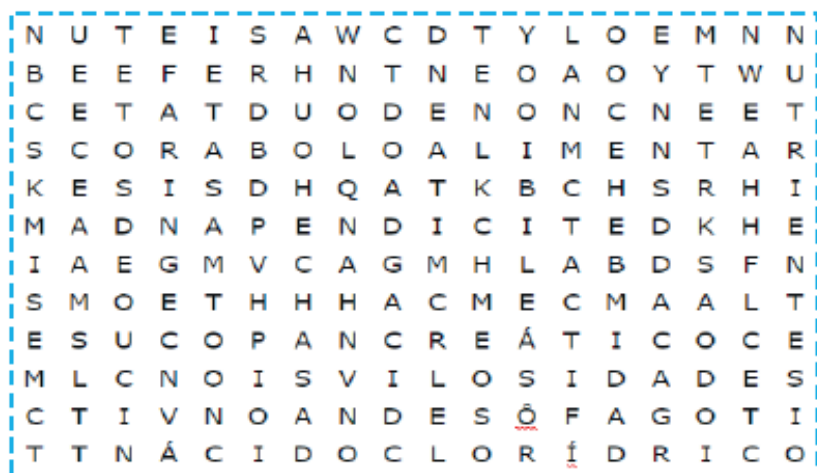 N U T E I S A W C D T Y L O E M N N
B E E F E R H N T N E O A O Y T W U
C E T A T D U O D E N O N C N E E T
S C O R A B O L O A L I M E N T A R
K E S I S D H Q A T K B C H S R H I
M A D N A P E N D I C I T E D K H E
I A E G M V C A G M H L A B D S F N
S M O E T H H H A C M E C M A A L T
E S U C O P A N C R E Á T I C O C E
M L C N O I S V I L O S I D A D E S
C T I V N O A N D E S Ô F A G O T I
T T N Á C I D O C L O R Í D R I C O